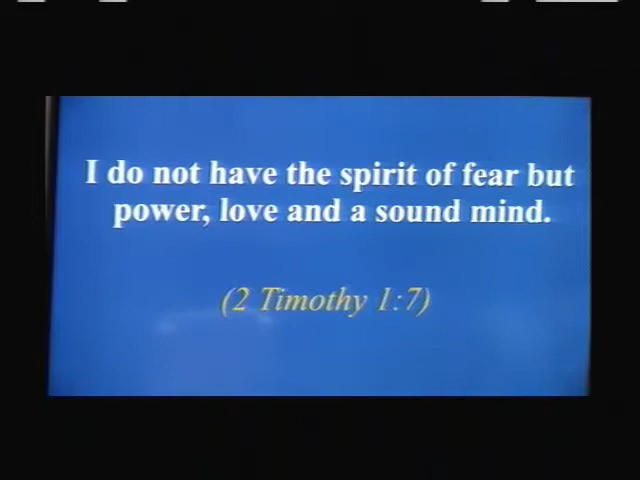 I do not have the spirit of fear but
power, love and a sound mind.
(2 Timothy 1:7)